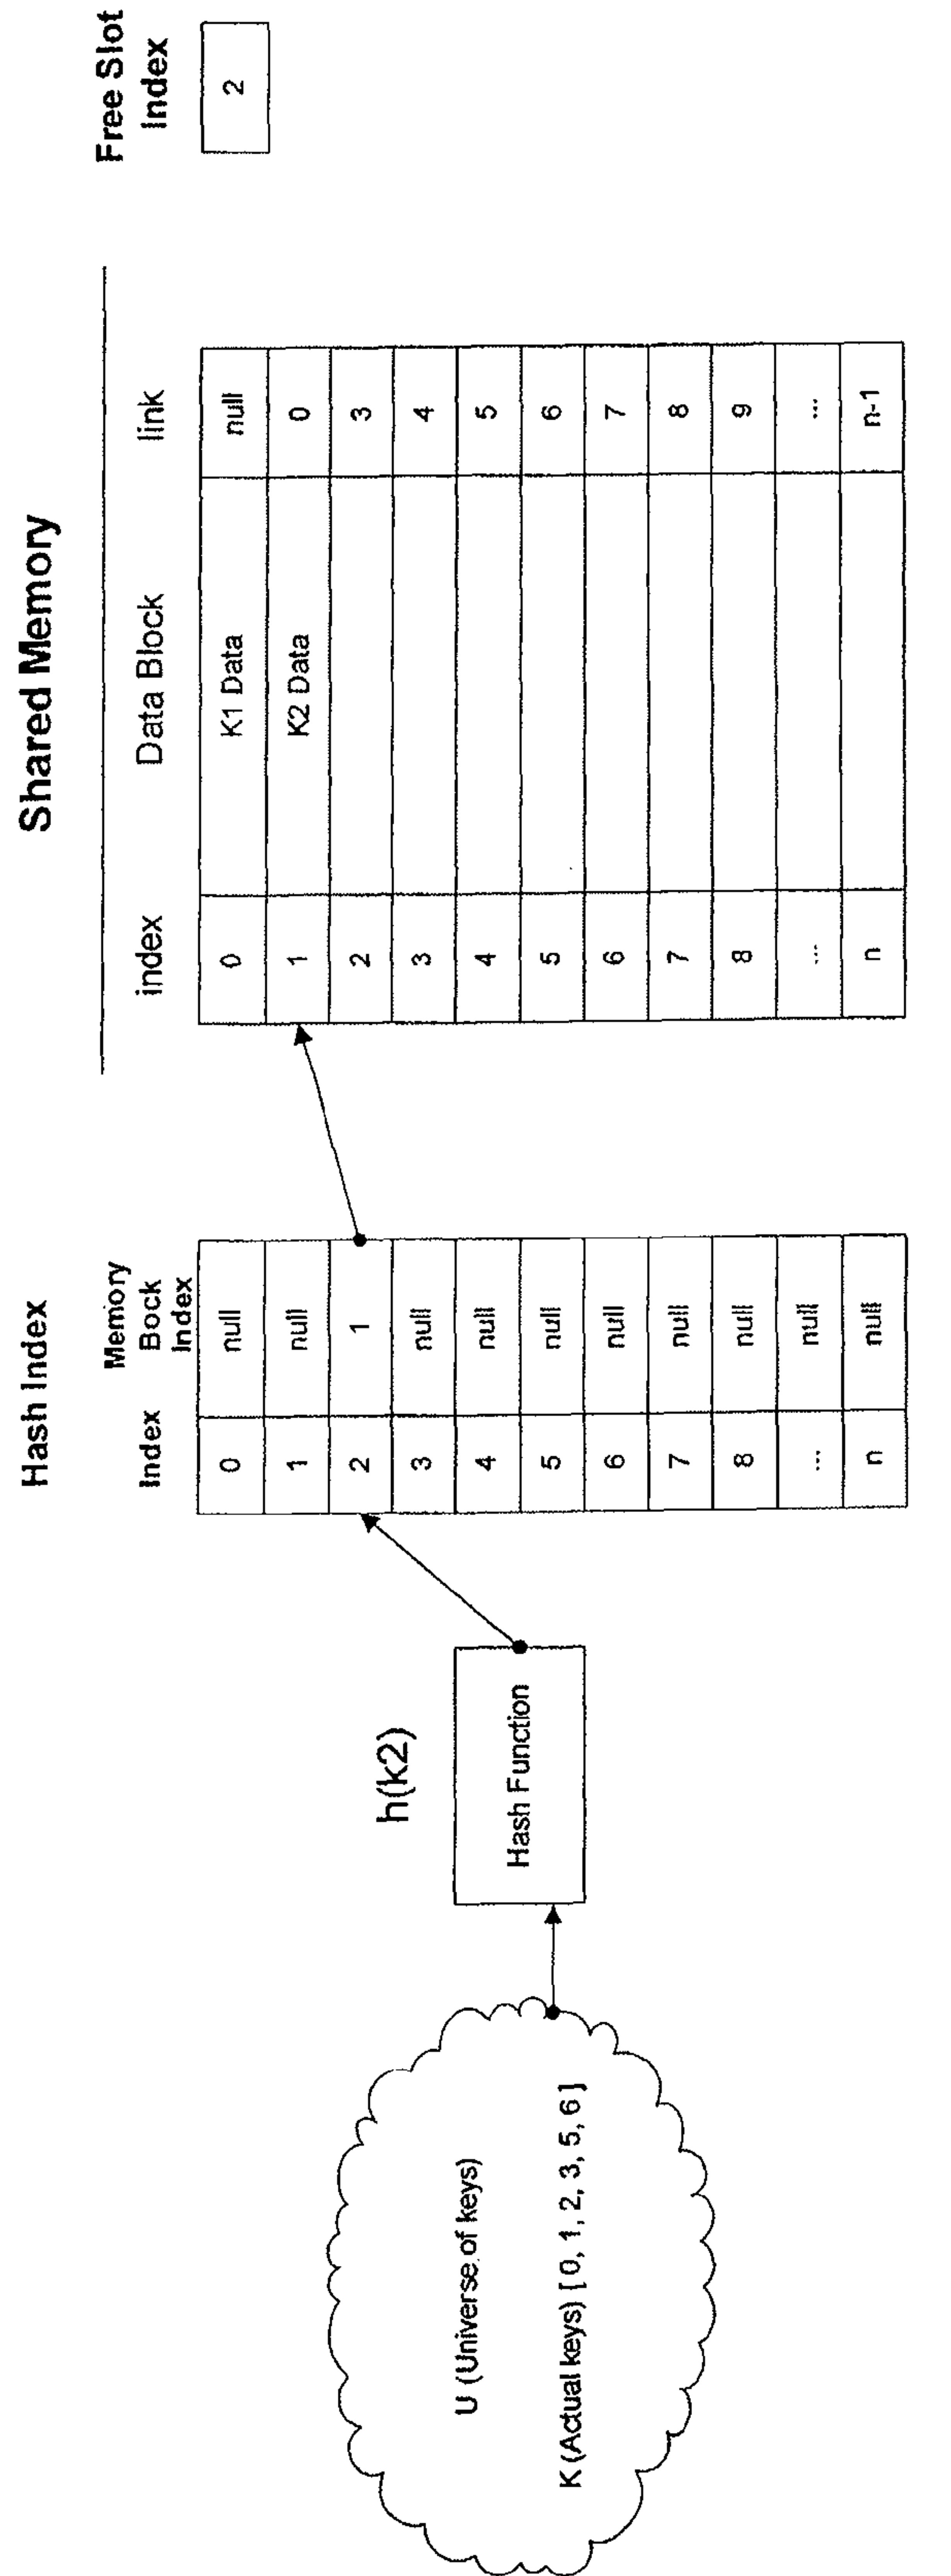 U (Universe of keys)
K (Actual keys) [ 0, 1, 2, 3, 5, 6 ]
h(k2)
Hash Function
Hash Index
Index
Memory
Bock
Index
0 null
1 null
2 1
3 null
4 null
5 null
6 null
7 null
8 null
... null
n null
Shared Memory
index Data Block link
0 K1 Data null
1 K2 Data 0
2 3
3 4
4 5
5 6
6 7
7 8
8 9
... ...
n n-1
Free Slot
Index
2